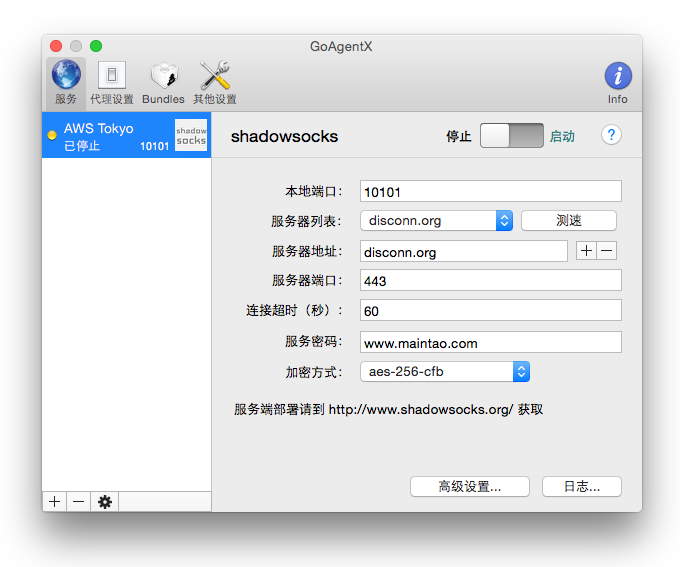 GoAgentX
服务 代理设置 Bundles 其他设置 Info
AWS Tokyo
已停止 10101
shadow
socks
shadowsocks 停止 启动 ?
本地端口: 10101
服务器列表: disconn.org 测速
服务器地址: disconn.org
服务器端口: 443
连接超时（秒）: 60
服务密码: www.maintao.com
加密方式: aes-256-cfb
服务端部署请到 http://www.shadowsocks.org/ 获取
高级设置... 日志...